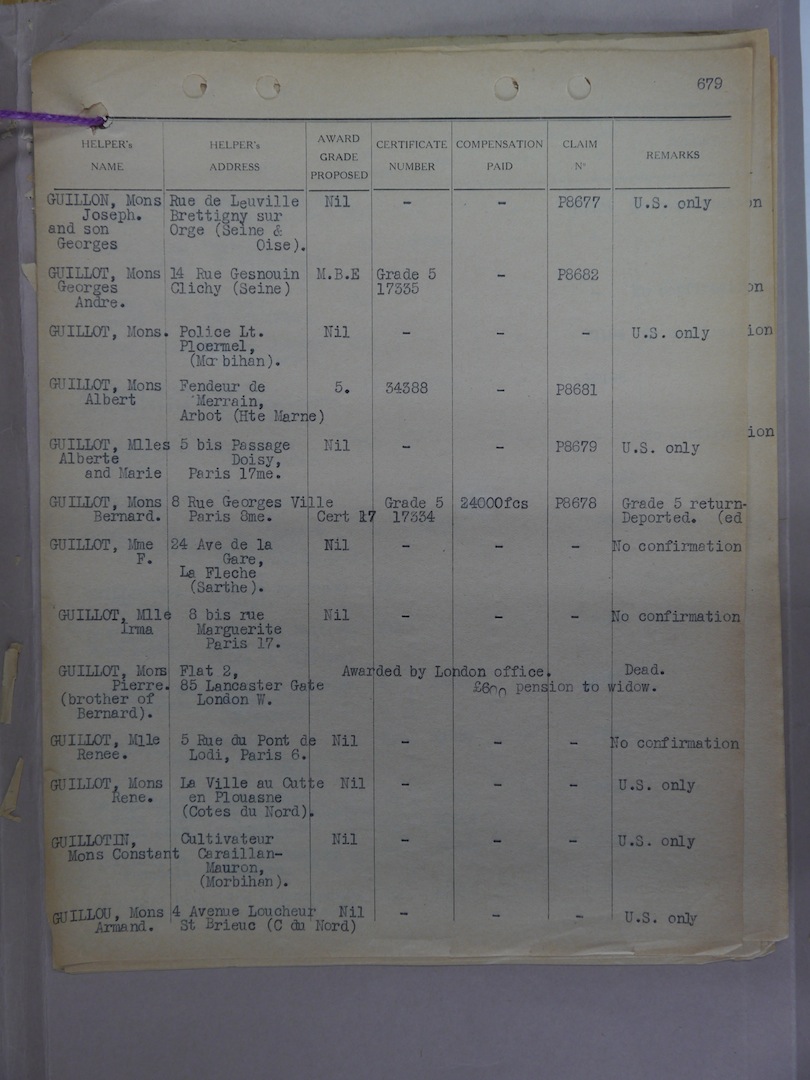 679
HELPER's NAME HELPER's ADDRESS AWARD GRADE PROPOSED CERTIFICATE NUMBER COMPENSATION PAID CLAIM No REMARKS
GUILLON, Mons Rue de Leuville Nil - - P8677 U.S. only
Joseph. Brettigny sur
and son Orge (Seine &
Georges Oise).
GUILLOT, Mons 14 Rue Gesnouin M.B.E Grade 5 - P8682
Georges Clichy (Seine) 17335
Andre.
GUILLOT, Mons. Police Lt. Nil - - - U.S. only
Ploermel,
(Morbihan).
GUILLOT, Mons Fendeur de 5. 34388 - P8681
Albert Merrain,
Arbot (Hte Marne)
GUILLOT, Mlles 5 bis Passage Nil - - P8679 U.S. only
Alberte Doisy,
and Marie Paris 17me.
GUILLOT, Mons 8 Rue Georges Ville Grade 5 24000fcs P8678 Grade 5 return-
Bernard. Paris 8me. Cert 17 17334 Deported. (ed
GUILLOT, Mme 24 Ave de la Nil - - - No confirmation
F. Gare,
La Fleche
(Sarthe).
GUILLOT, Mlle 8 bis rue Nil - - - No confirmation
Irma Marguerite
Paris 17.
GUILLOT, Mons Flat 2, Awarded by London office. Dead.
Pierre. 85 Lancaster Gate £600 pension to widow.
(brother of London W.
Bernard).
GUILLOT, Mlle 5 Rue du Pont de Nil - - - No confirmation
Renee. Lodi, Paris 6.
GUILLOT, Mons La Ville au Cutte Nil - - - U.S. only
Rene. en Plouasne
(Cotes du Nord).
GUILLOTIN, Cultivateur Nil - - - U.S. only
Mons Constant Caraillan-
Mauron,
(Morbihan).
GUILLOU, Mons 4 Avenue Loucheur Nil - - - U.S. only
Armand. St Brieuc (C du Nord)